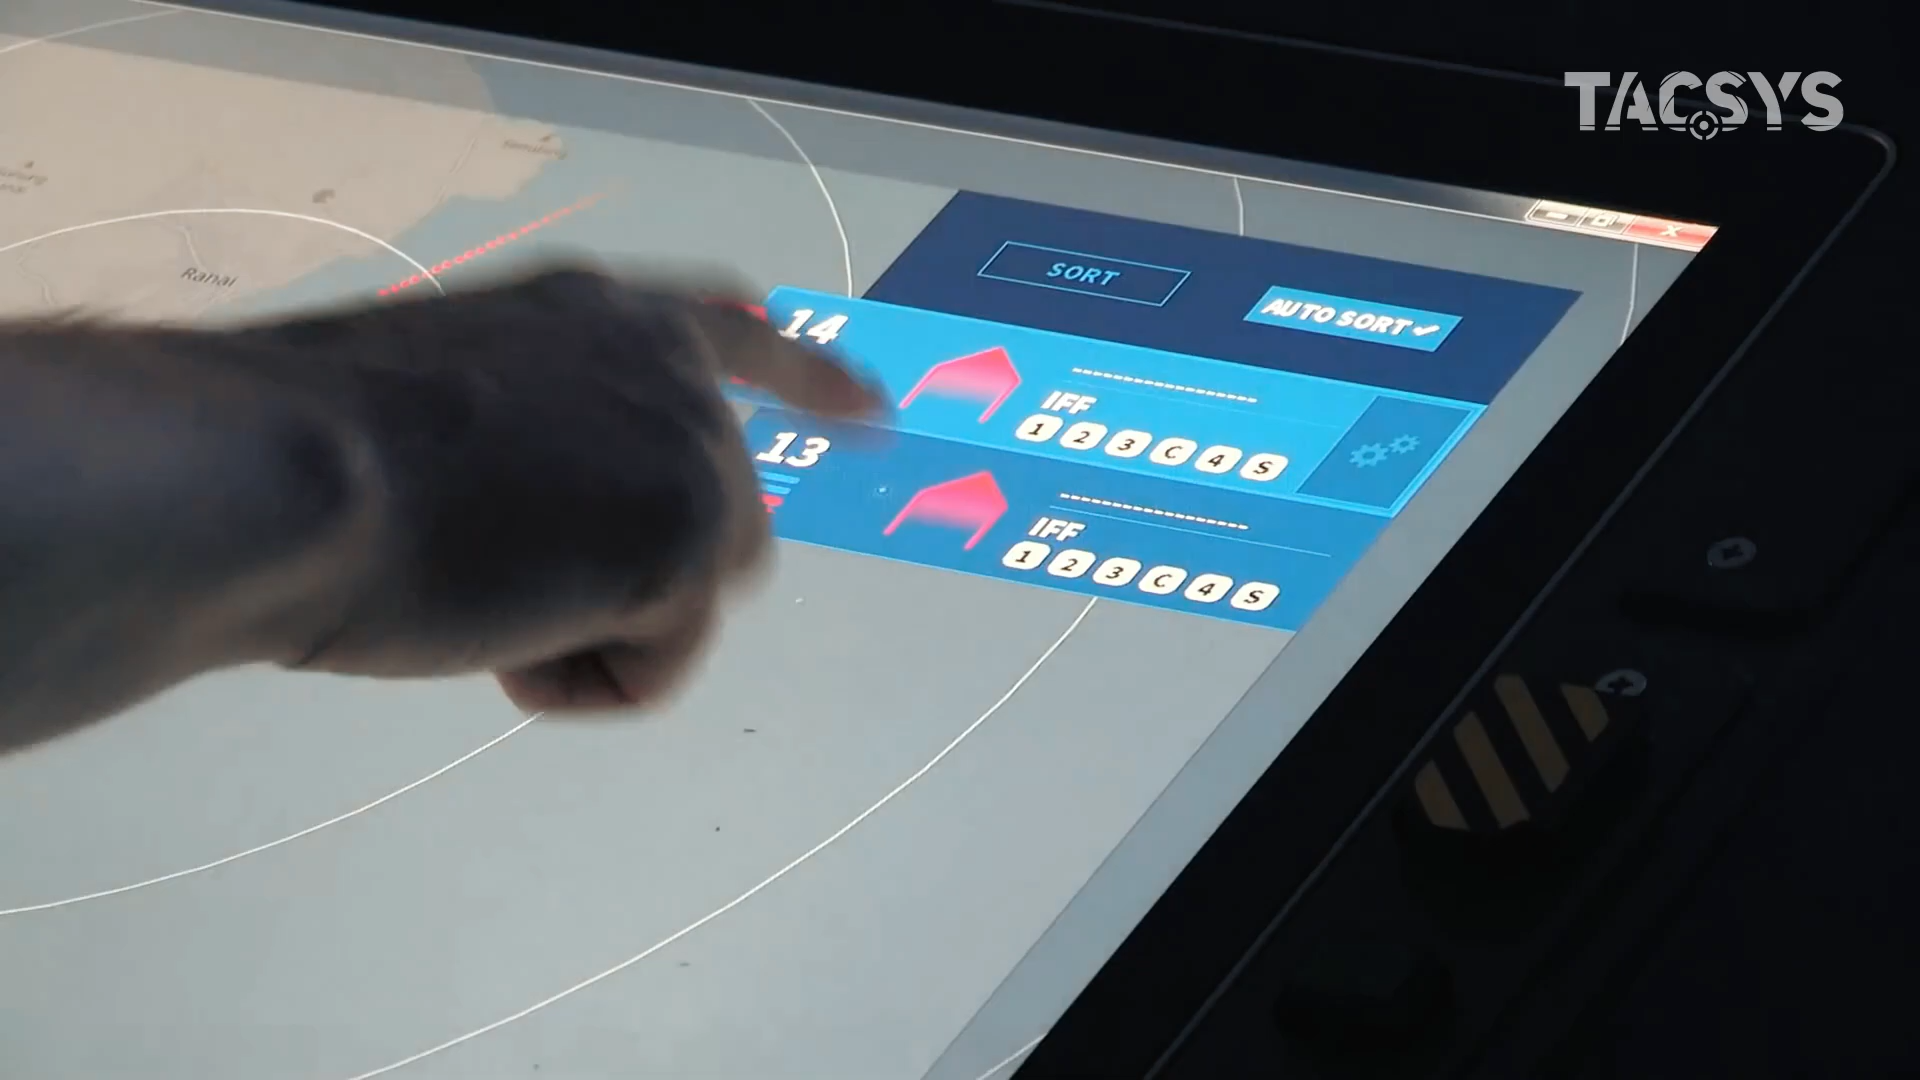 TACSYS
Ranai
SORT
AUTO SORT ✓
14
IFF
1 2 3 C 4 S
13
IFF
1 2 3 C 4 S